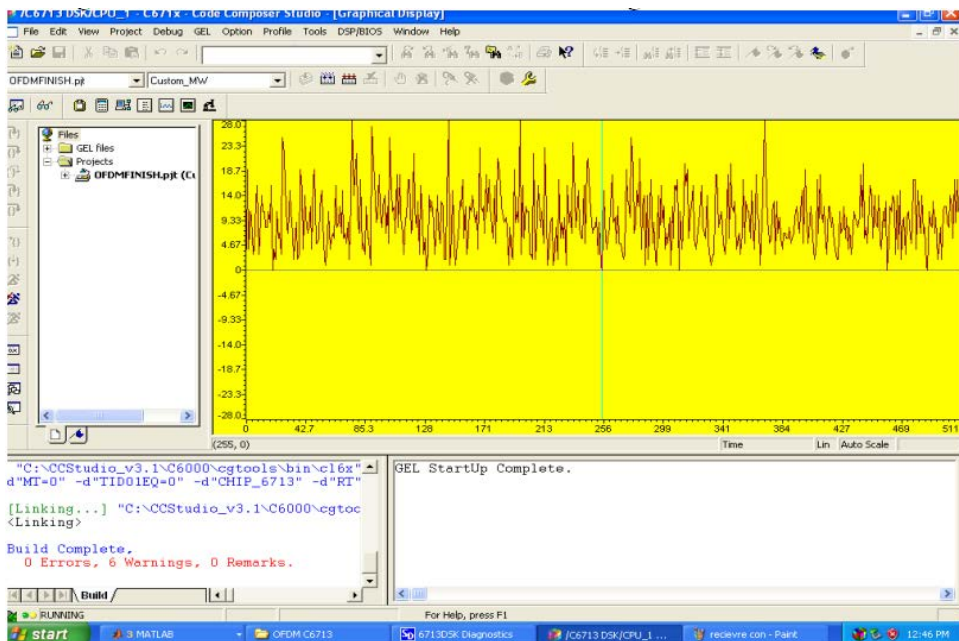 /C6713 DSK/CPU_1 - C671x - Code Composer Studio - [Graphical Display]
File Edit View Project Debug GEL Option Profile Tools DSP/BIOS Window Help
OFDMFINISH.pjt Custom_MW
Files
GEL files
Projects
OFDMFINISH.pjt (Cu
28.0
23.3
18.7
14.0
9.33
4.67
0
-4.67
-9.33
-14.0
-18.7
-23.3
-28.0
0 42.7 85.3 128 171 213 256 299 341 384 427 469 511
(255, 0) Time Lin Auto Scale
"C:\CCStudio_v3.1\C6000\cgtools\bin\cl6x"
d"MT=0" -d"TID01EQ=0" -d"CHIP_6713" -d"RT"
[Linking...] "C:\CCStudio_v3.1\C6000\cgtoc
<Linking>
Build Complete,
0 Errors, 6 Warnings, 0 Remarks.
Build
GEL StartUp Complete.
RUNNING For Help, press F1
start 3 MATLAB OFDM C6713 6713DSK Diagnostics /C6713 DSK/CPU_1 ... recievre con - Paint 12:46 PM